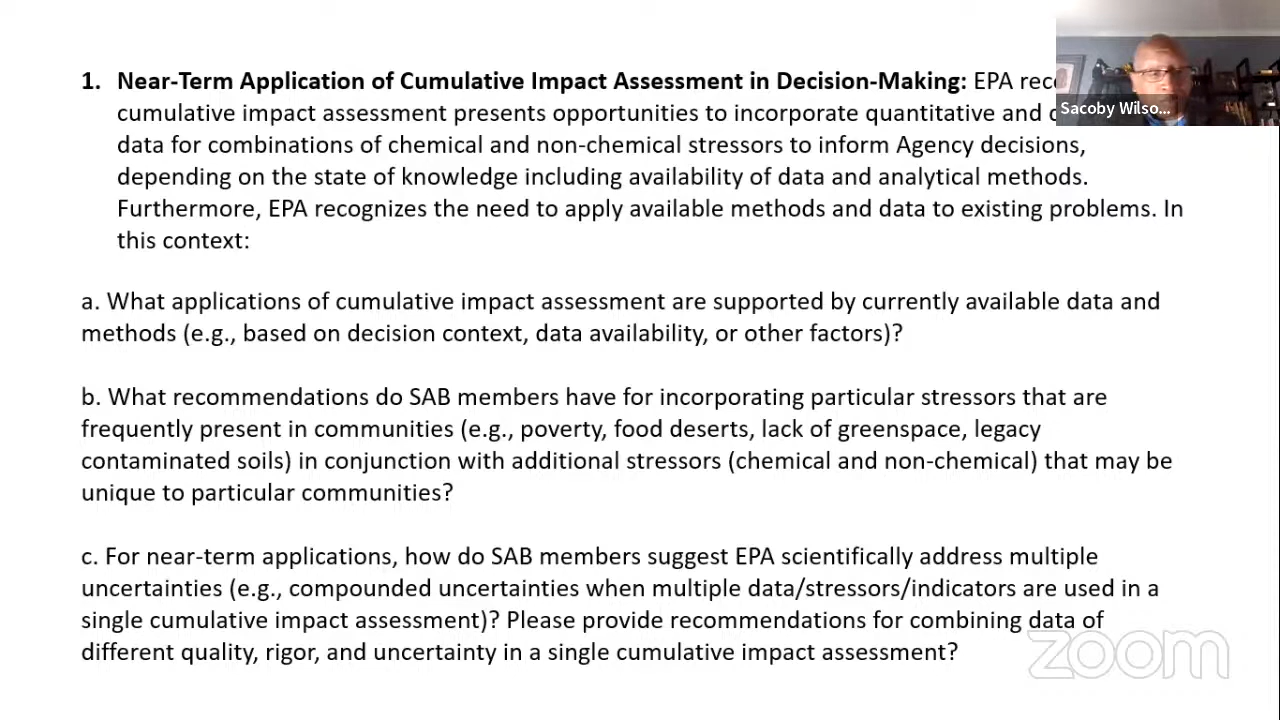 1. Near-Term Application of Cumulative Impact Assessment in Decision-Making: EPA
cumulative impact assessment presents opportunities to incorporate quantitative and
data for combinations of chemical and non-chemical stressors to inform Agency decisions,
depending on the state of knowledge including availability of data and analytical methods.
Furthermore, EPA recognizes the need to apply available methods and data to existing problems. In
this context:
a. What applications of cumulative impact assessment are supported by currently available data and
methods (e.g., based on decision context, data availability, or other factors)?
b. What recommendations do SAB members have for incorporating particular stressors that are
frequently present in communities (e.g., poverty, food deserts, lack of greenspace, legacy
contaminated soils) in conjunction with additional stressors (chemical and non-chemical) that may be
unique to particular communities?
c. For near-term applications, how do SAB members suggest EPA scientifically address multiple
uncertainties (e.g., compounded uncertainties when multiple data/stressors/indicators are used in a
single cumulative impact assessment)? Please provide recommendations for combining data of
different quality, rigor, and uncertainty in a single cumulative impact assessment?
Sacoby Wilso...
zoom